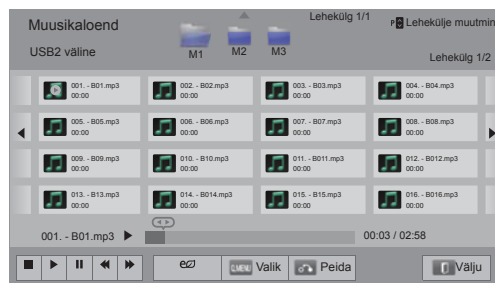 Muusikaloend
Lehekülg 1/1
P Lehekülje muutmin
USB2 väline
M1 M2 M3
Lehekülg 1/2
001. - B01.mp3
00:00
002. - B02.mp3
00:00
003. - B03.mp3
00:00
004. - B04.mp3
00:00
005. - B05.mp3
00:00
006. - B06.mp3
00:00
007. - B07.mp3
00:00
008. - B08.mp3
00:00
009. - B09.mp3
00:00
010. - B10.mp3
00:00
011. - B011.mp3
00:00
012. - B012.mp3
00:00
013. - B13.mp3
00:00
014. - B014.mp3
00:00
015. - B15.mp3
00:00
016. - B016.mp3
00:00
001. - B01.mp3
00:03 / 02:58
Q.MENU Valik
Peida
Välju